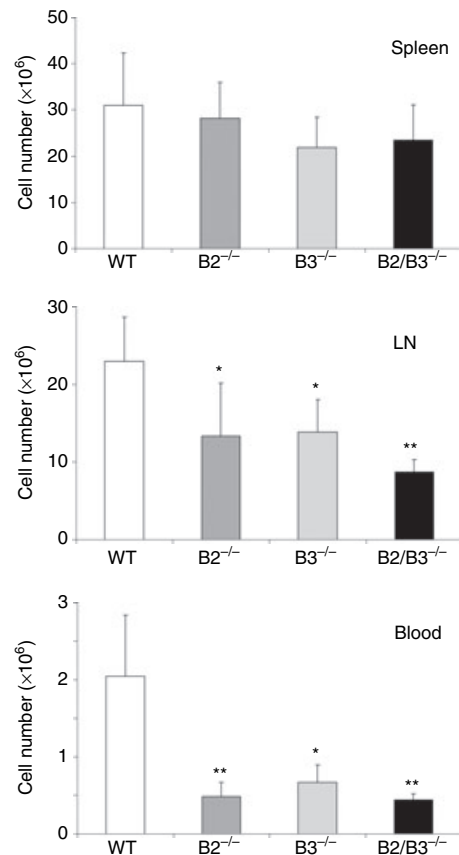 50
40
30
20
10
0
Cell number (×10⁶)
Spleen
WT B2⁻/⁻ B3⁻/⁻ B2/B3⁻/⁻
30
20
10
0
Cell number (×10⁶)
LN
* * **
WT B2⁻/⁻ B3⁻/⁻ B2/B3⁻/⁻
3
2
1
0
Cell number (×10⁶)
Blood
** * **
WT B2⁻/⁻ B3⁻/⁻ B2/B3⁻/⁻